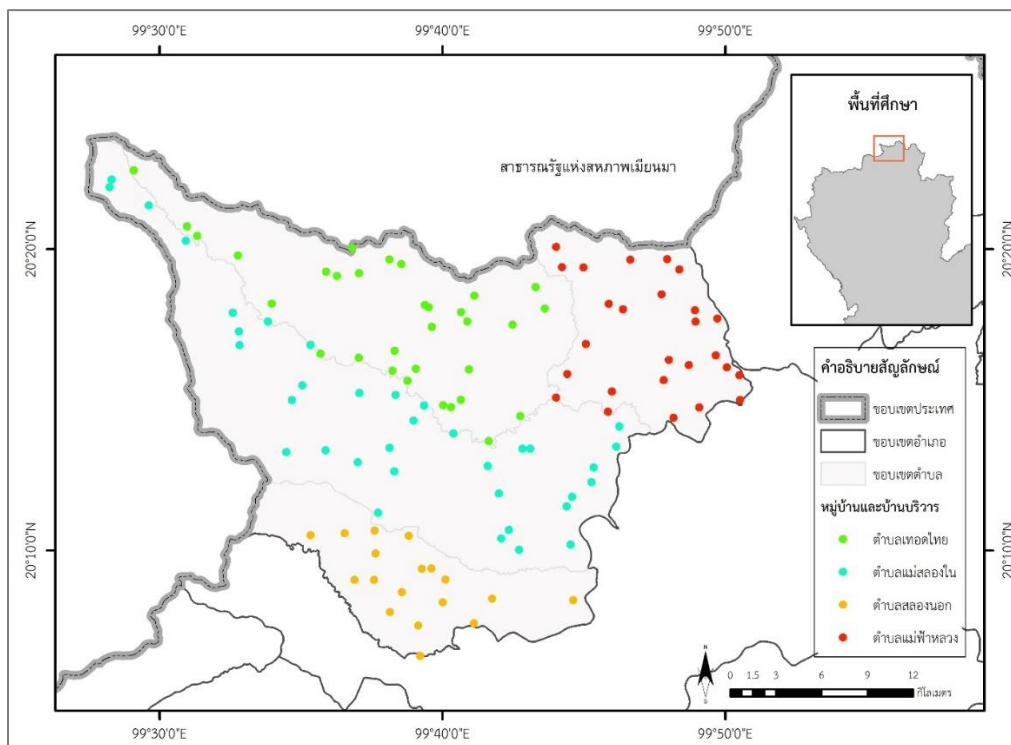 99°30'0"E 99°40'0"E 99°50'0"E
พื้นที่ศึกษา
สาธารณรัฐแห่งสหภาพเมียนมา
20°20'0"N 20°20'0"N
คำอธิบายสัญลักษณ์
ขอบเขตประเทศ
ขอบเขตอำเภอ
ขอบเขตตำบล
หมู่บ้านและบ้านบริวาร
ตำบลเทอดไทย
ตำบลแม่สลองใน
ตำบลสลองนอก
ตำบลแม่ฟ้าหลวง
20°10'0"N 20°10'0"N
N
S
0 1.5 3 6 9 12
กิโลเมตร
99°30'0"E 99°40'0"E 99°50'0"E